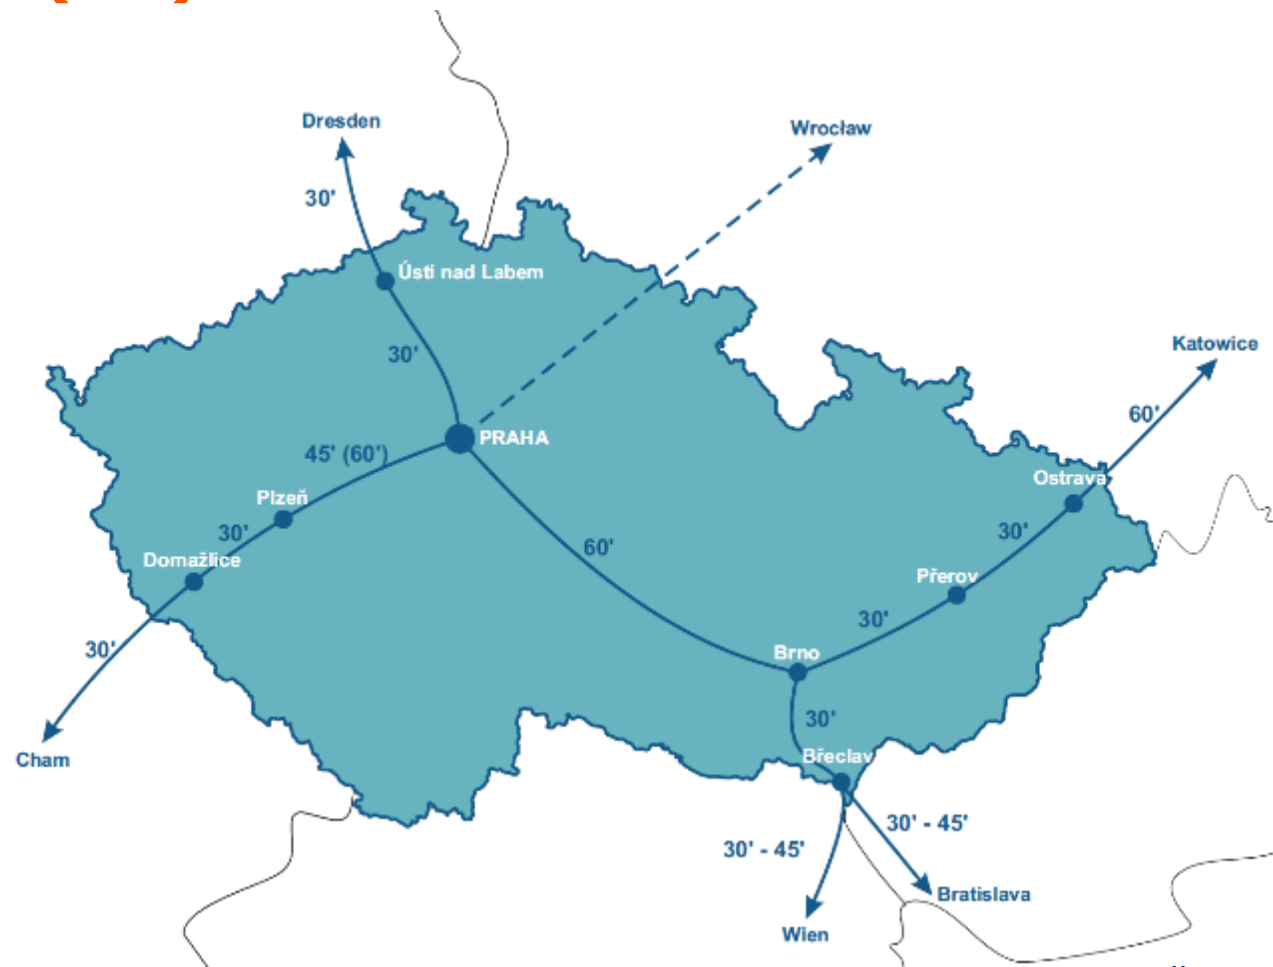 Dresden
Wrocław
30'
Ústí nad Labem
Katowice
30'
60'
PRAHA
45' (60')
Ostrava
Plzeň
30'
30'
60'
Domažlice
Přerov
30'
30'
Brno
30'
Břeclav
Cham
30' - 45'
30' - 45'
Bratislava
Wien